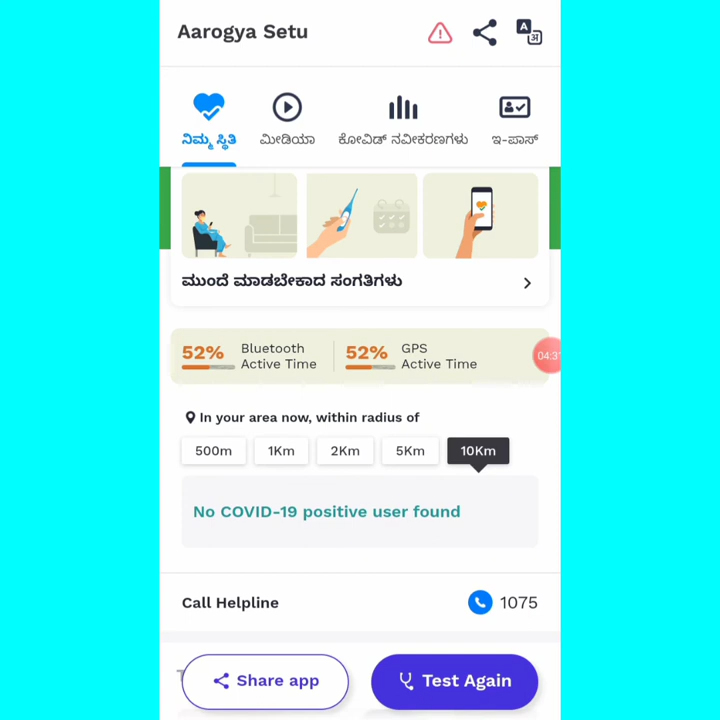 Aarogya Setu
ನಿಮ್ಮ ಸ್ಥಿತಿ
ಮೀಡಿಯಾ
ಕೋವಿಡ್ ನವೀಕರಣಗಳು
ಇ-ಪಾಸ್
ಮುಂದೆ ಮಾಡಬೇಕಾದ ಸಂಗತಿಗಳು
52% Bluetooth Active Time
52% GPS Active Time
In your area now, within radius of
500m 1Km 2Km 5Km 10Km
No COVID-19 positive user found
Call Helpline 1075
Share app
Test Again